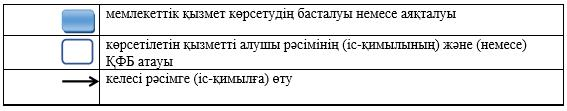 мемлекеттік қызмет көрсетудің басталуы немесе аяқталуы
көрсетілетін қызметті алушы рәсімінің (іс-қимылының) және (немесе)
ҚФБ атауы
келесі рәсімге (іс-қимылға) өту